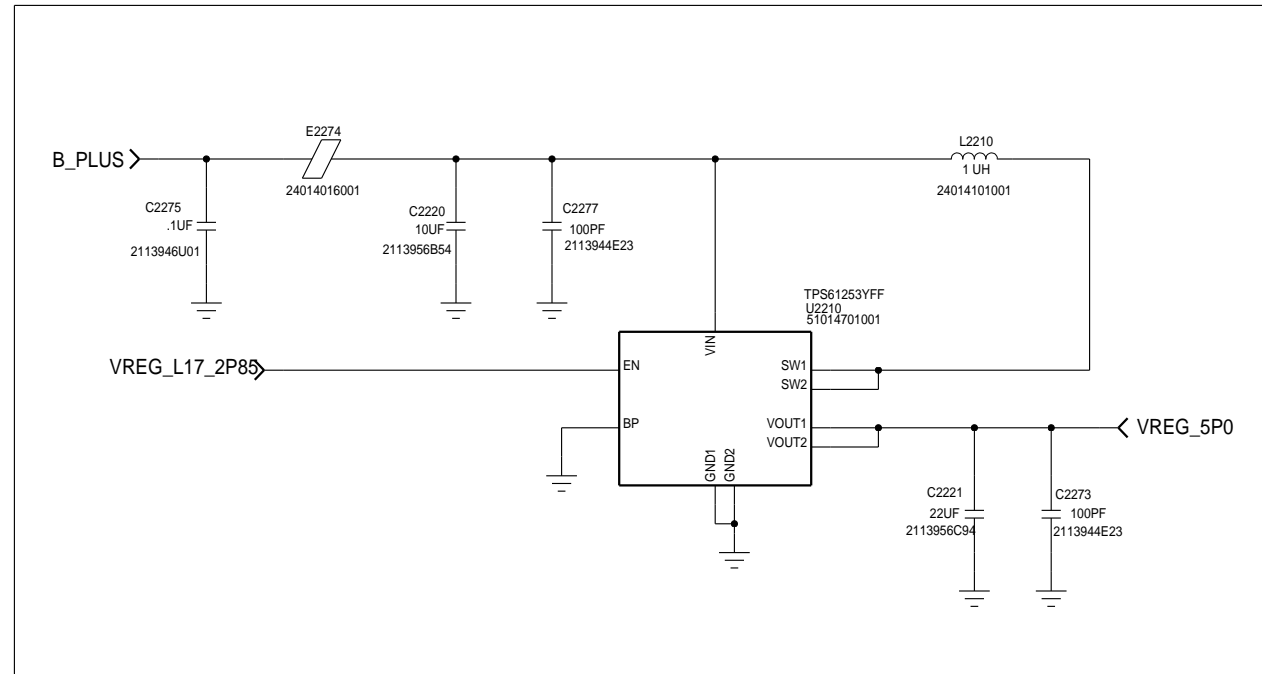 E2274
L2210
B_PLUS
1 UH
24014016001
24014101001
C2275
.1UF
2113946U01
C2220
10UF
2113956B54
C2277
100PF
2113944E23
TPS61253YFF
U2210
51014701001
VIN
VREG_L17_2P85
EN
SW1
SW2
BP
VOUT1
VOUT2
VREG_5P0
GND1
GND2
C2221
22UF
2113956C94
C2273
100PF
2113944E23